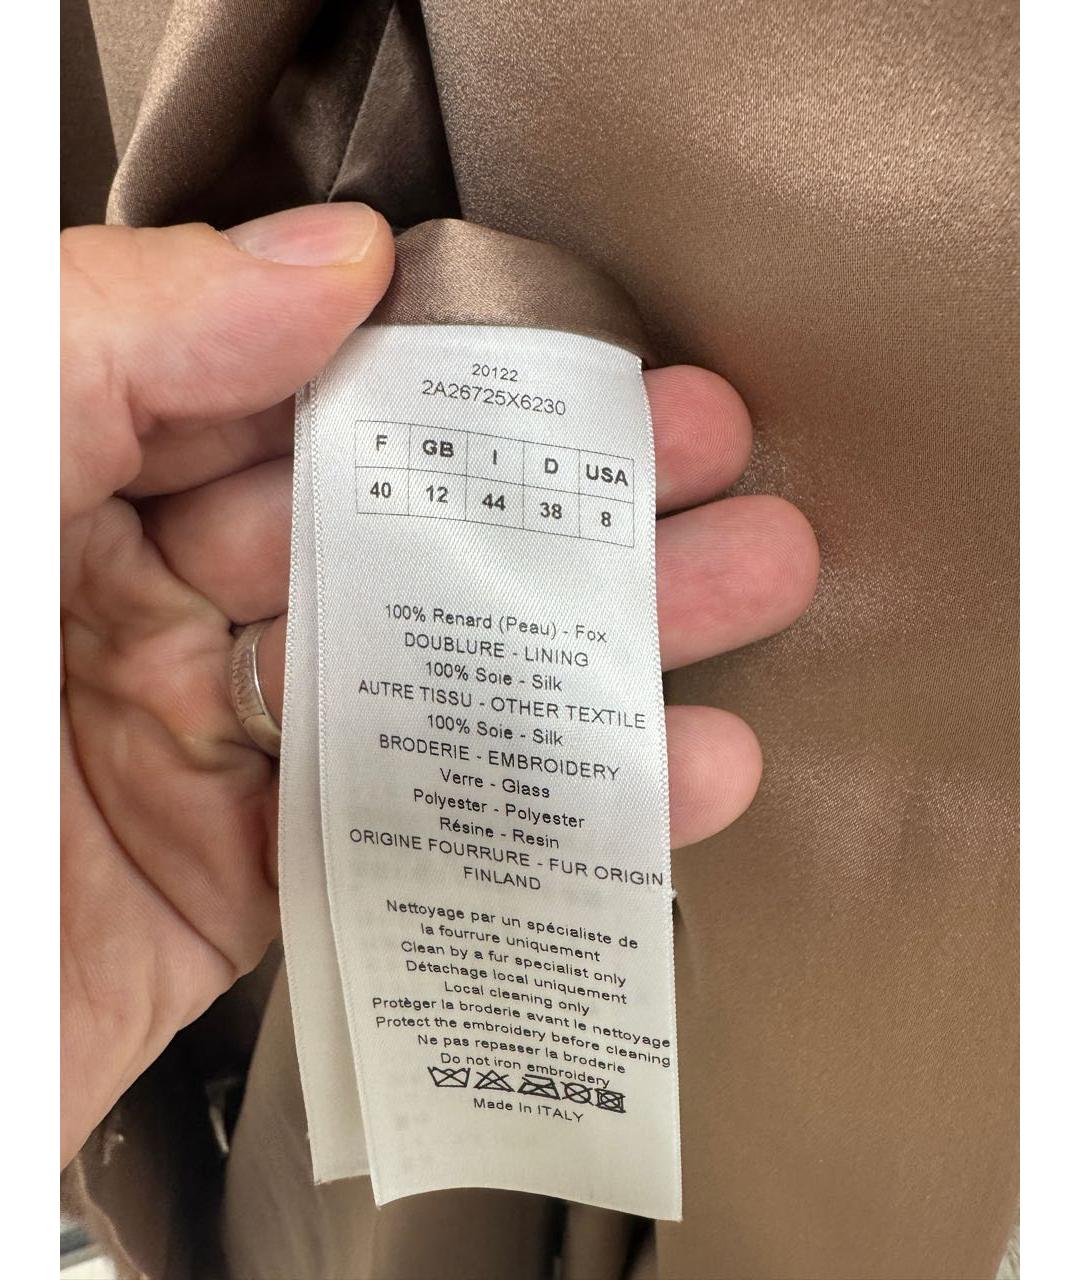 20122
2A26725X6230
F GB I D USA
40 12 44 38 8
100% Renard (Peau) - Fox
DOUBLURE - LINING
100% Soie - Silk
AUTRE TISSU - OTHER TEXTILE
100% Soie - Silk
BRODERIE - EMBROIDERY
Verre - Glass
Polyester - Polyester
Résine - Resin
ORIGINE FOURRURE - FUR ORIGIN
FINLAND
Nettoyage par un spécialiste de
la fourrure uniquement
Clean by a fur specialist only
Détachage local uniquement
Local cleaning only
Protèger la broderie avant le nettoyage
Protect the embroidery before cleaning
Ne pas repasser la broderie
Do not iron embroidery
Made In ITALY